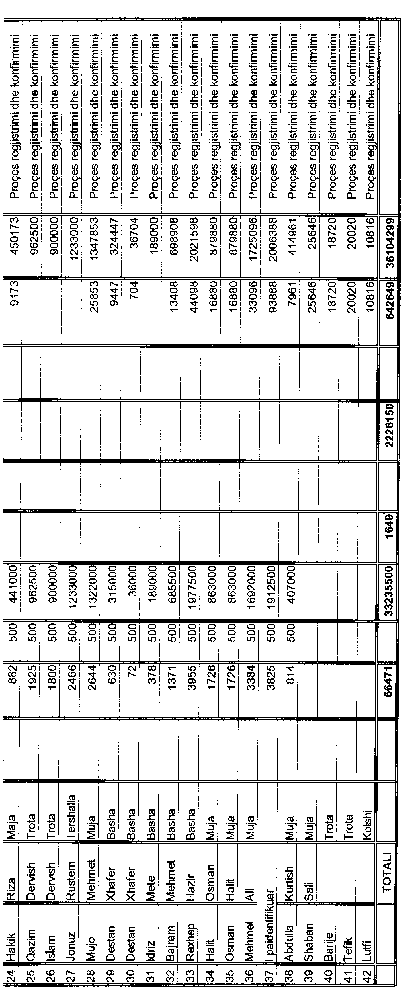 24 Hakik Riza Maja 882 500 441000 9173 450173 Proçes regjistrimi dhe konfirmimi
25 Qazim Dervish Trota 1925 500 962500 962500 Proçes regjistrimi dhe konfirmimi
26 Islam Dervish Trota 1800 500 900000 900000 Proçes regjistrimi dhe konfirmimi
27 Jonuz Rustem Tershalla 2466 500 1233000 1233000 Proçes regjistrimi dhe konfirmimi
28 Mujo Mehmet Muja 2644 500 1322000 25853 1347853 Proçes regjistrimi dhe konfirmimi
29 Destan Xhafer Basha 630 500 315000 9447 324447 Proçes regjistrimi dhe konfirmimi
30 Destan Xhafer Basha 72 500 36000 704 36704 Proçes regjistrimi dhe konfirmimi
31 Idriz Mete Basha 378 500 189000 189000 Proçes regjistrimi dhe konfirmimi
32 Bajram Mehmet Basha 1371 500 685500 13408 698908 Proçes regjistrimi dhe konfirmimi
33 Rexhep Hazir Basha 3955 500 1977500 44098 2021598 Proçes regjistrimi dhe konfirmimi
34 Halit Osman Muja 1726 500 863000 16880 879880 Proçes regjistrimi dhe konfirmimi
35 Osman Halit Muja 1726 500 863000 16880 879880 Proçes regjistrimi dhe konfirmimi
36 Mehmet Ali Muja 3384 500 1692000 33096 1725096 Proçes regjistrimi dhe konfirmimi
37 I paidentifikuar 3825 500 1912500 93888 2006388 Proçes regjistrimi dhe konfirmimi
38 Abdulla Kurtish Muja 814 500 407000 7961 414961 Proçes regjistrimi dhe konfirmimi
39 Shaban Sali Muja 25646 25646 Proçes regjistrimi dhe konfirmimi
40 Barije Trota 18720 18720 Proçes regjistrimi dhe konfirmimi
41 Tefik Trota 20020 20020 Proçes regjistrimi dhe konfirmimi
42 Lutfi Kolshi 10816 10816 Proçes regjistrimi dhe konfirmimi
TOTALI 66471 33235500 1649 2226150 642649 36104299